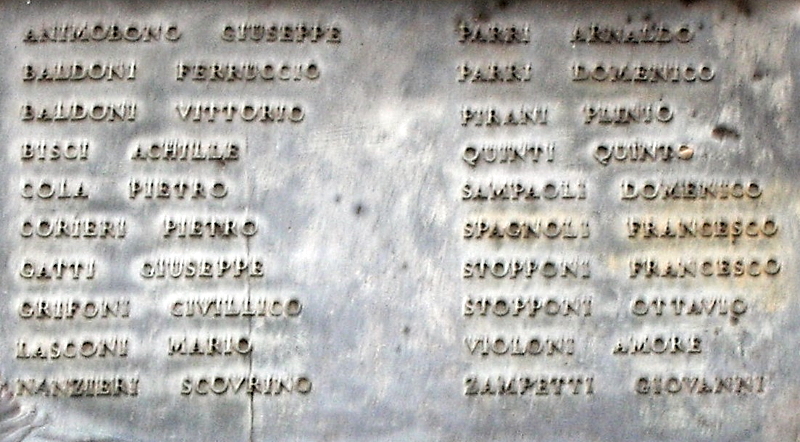 ANIMOBONO GIUSEPPE
BALDONI FERRUCCIO
BALDONI VITTORIO
BISCI ACHILLE
COLA PIETRO
CORIERI PIETRO
GATTI GIUSEPPE
GRIFONI CIVILLICO
LASCONI MARIO
NANZIERI SCOVRINO
PARRI ARNALDO
PARRI DOMENICO
PIRANI PLINIO
QUINTI QUINTO
SAMPAOLI DOMENICO
SPAGNOLI FRANCESCO
STOPPONI FRANCESCO
STOPPONI OTTAVIO
VIOLONI AMORE
ZAMPETTI GIOVANNI